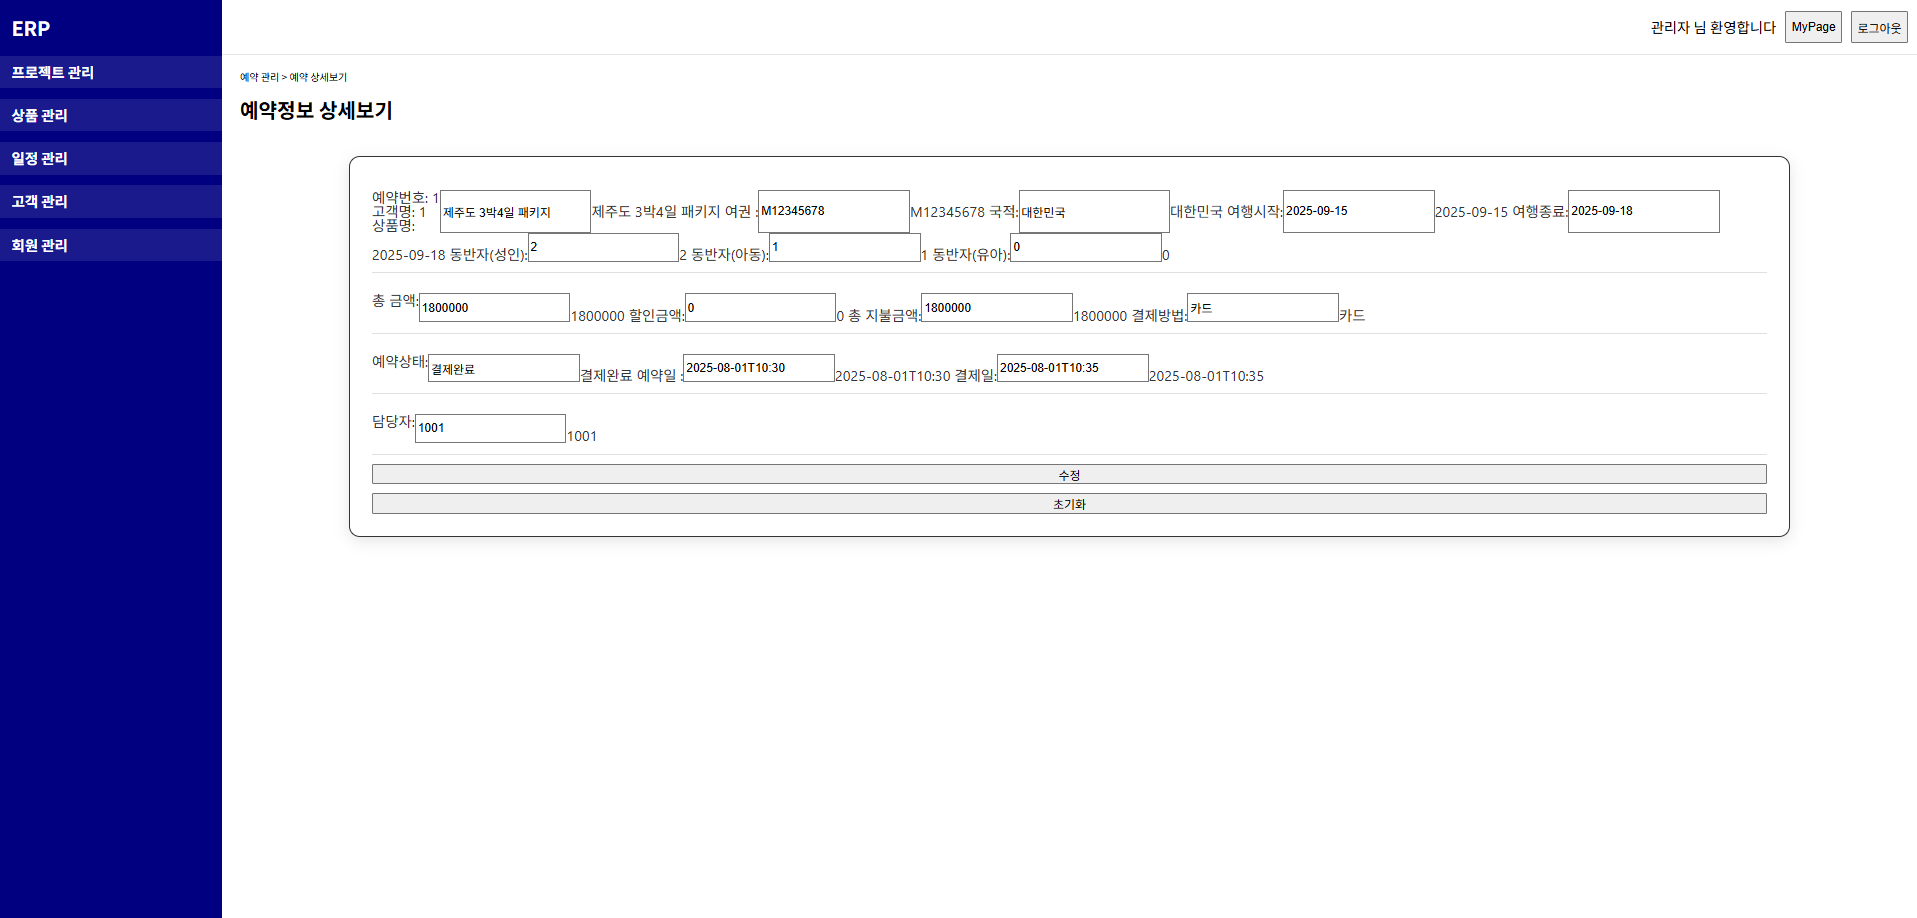 ERP
프로젝트 관리
상품 관리
일정 관리
고객 관리
회원 관리
관리자 님 환영합니다 MyPage 로그아웃
예약 관리 > 예약 상세보기
예약정보 상세보기
예약번호: 1
고객명: 1
상품명: 제주도 3박4일 패키지 제주도 3박4일 패키지 여권 : M12345678 M12345678 국적: 대한민국 대한민국 여행시작: 2025-09-15 2025-09-15 여행종료: 2025-09-18
2025-09-18 동반자(성인): 2 2 동반자(아동): 1 1 동반자(유아): 0 0
총 금액: 1800000 1800000 할인금액: 0 0 총 지불금액: 1800000 1800000 결제방법: 카드 카드
예약상태: 결제완료 결제완료 예약일 : 2025-08-01T10:30 2025-08-01T10:30 결제일: 2025-08-01T10:35 2025-08-01T10:35
담당자: 1001 1001
수정
초기화